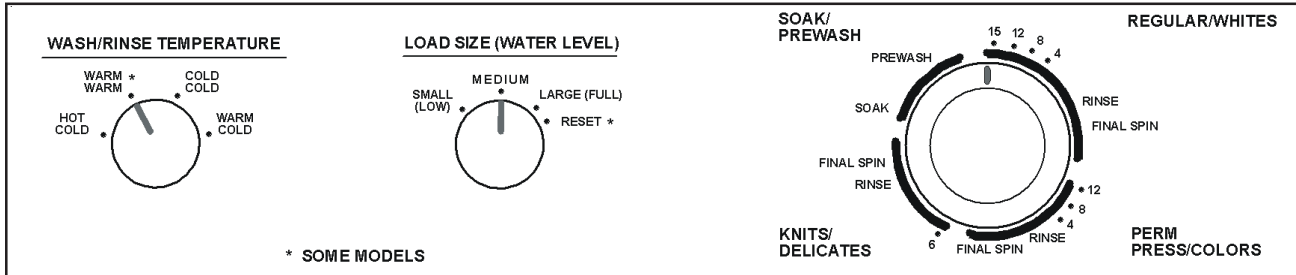 WASH/RINSE TEMPERATURE
WARM *
WARM
COLD
COLD
HOT
COLD
WARM
COLD
LOAD SIZE (WATER LEVEL)
MEDIUM
SMALL
(LOW)
LARGE (FULL)
RESET *
* SOME MODELS
SOAK/
PREWASH
PREWASH
SOAK
REGULAR/WHITES
15
12
8
4
RINSE
FINAL SPIN
FINAL SPIN
RINSE
KNITS/
DELICATES
6
12
8
4
RINSE
FINAL SPIN
PERM
PRESS/COLORS